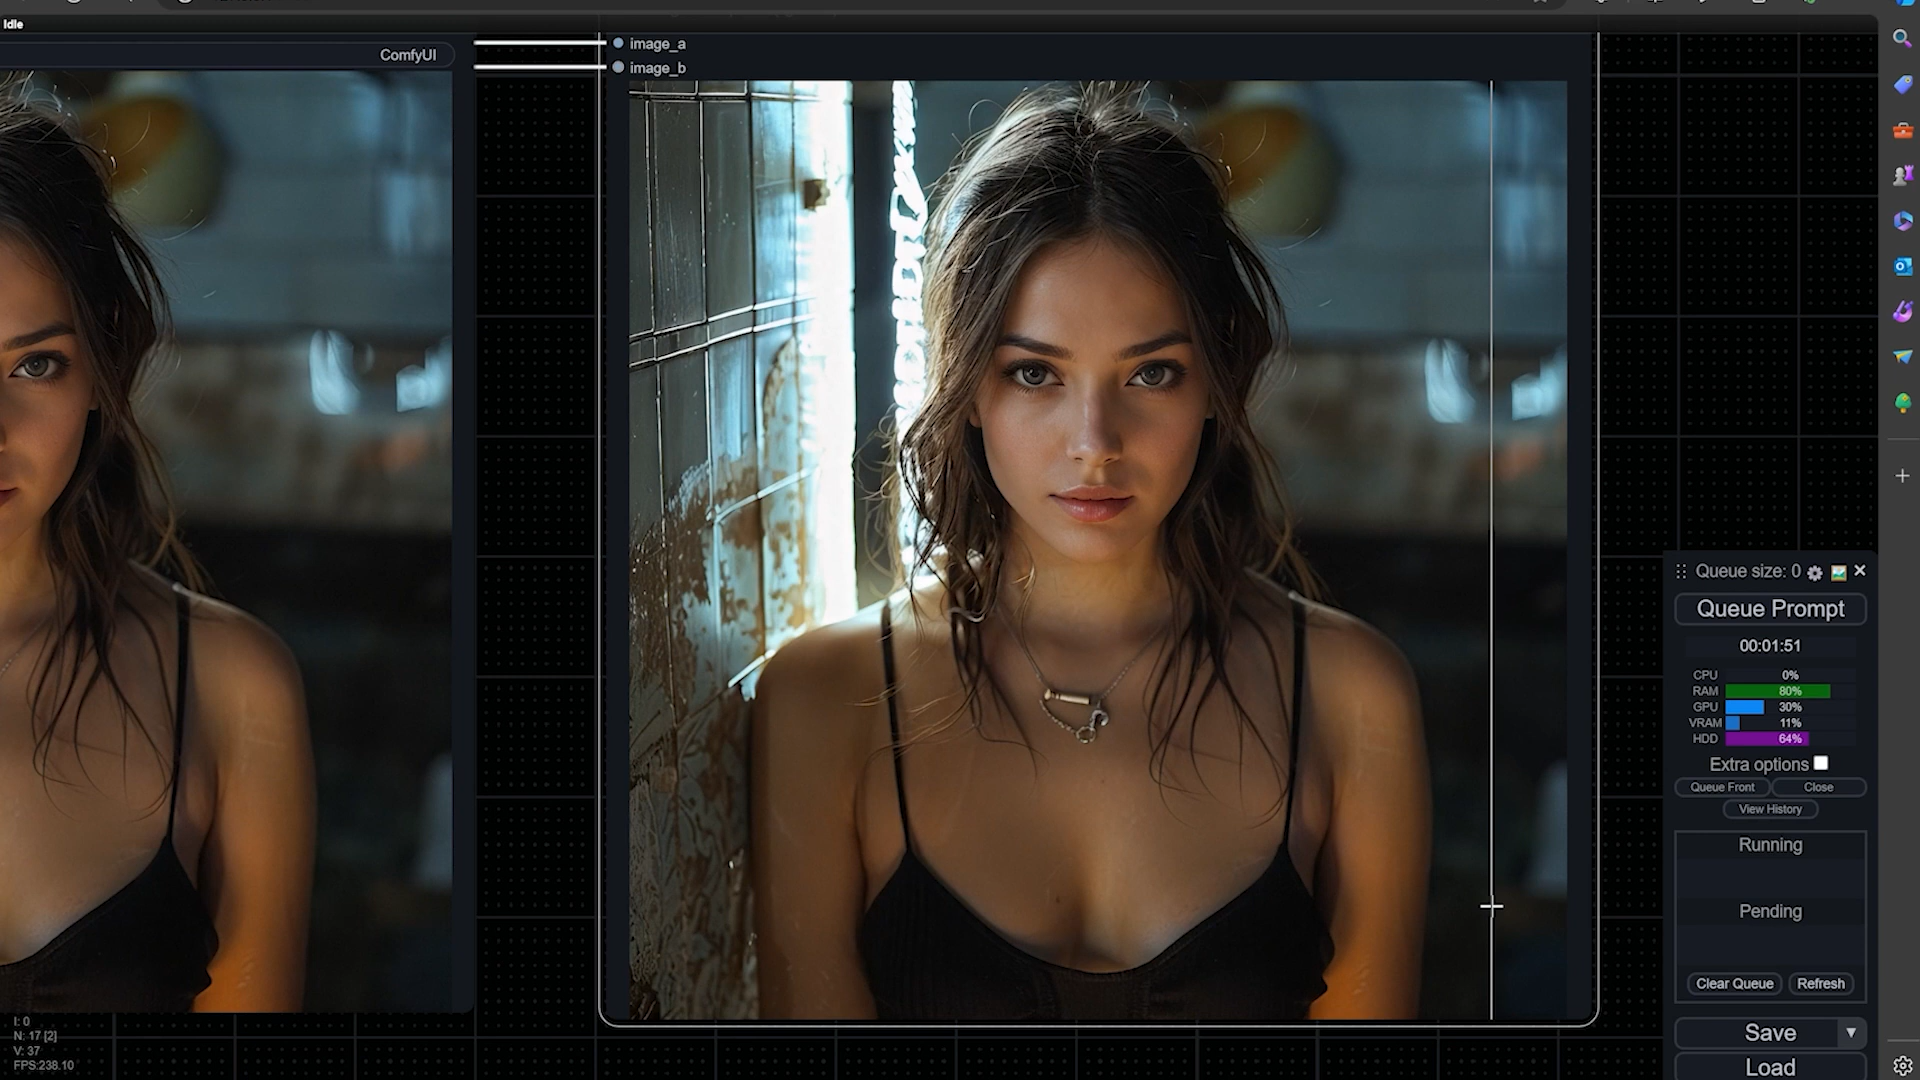 Idle
ComfyUI
image_a
image_b
Queue size: 0
Queue Prompt
00:01:51
CPU 0%
RAM 80%
GPU 30%
VRAM 11%
HDD 64%
Extra options
Queue Front Close
View History
Running
Pending
Clear Queue Refresh
Save ▼
Load
I: 0
N: 17 [2]
V: 37
FPS:238.10